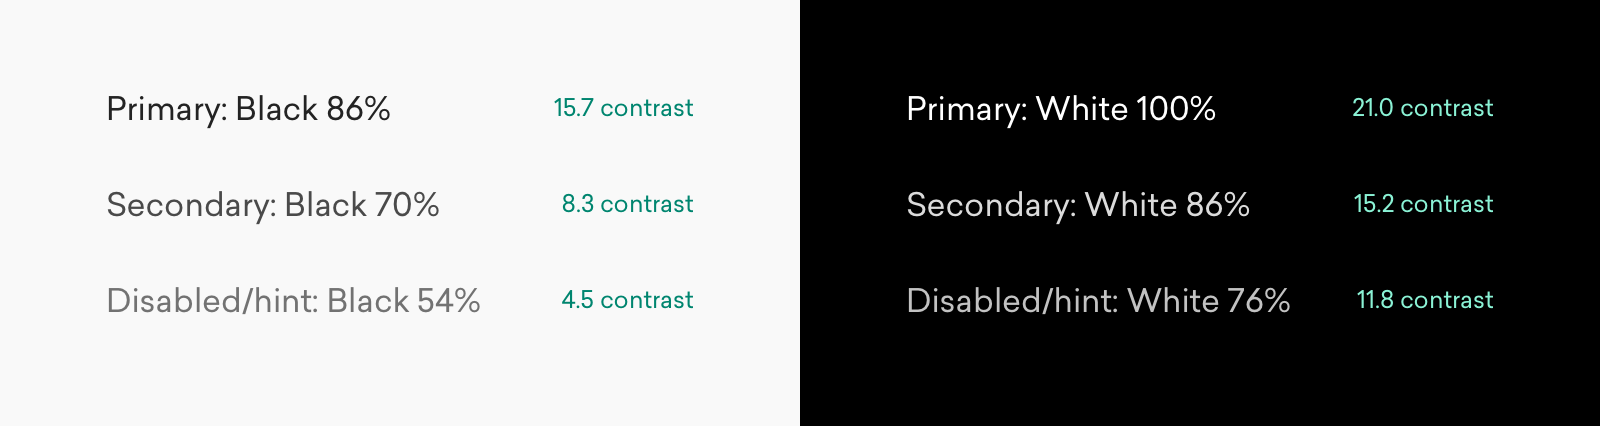 Primary: Black 86% 15.7 contrast
Secondary: Black 70% 8.3 contrast
Disabled/hint: Black 54% 4.5 contrast
Primary: White 100% 21.0 contrast
Secondary: White 86% 15.2 contrast
Disabled/hint: White 76% 11.8 contrast